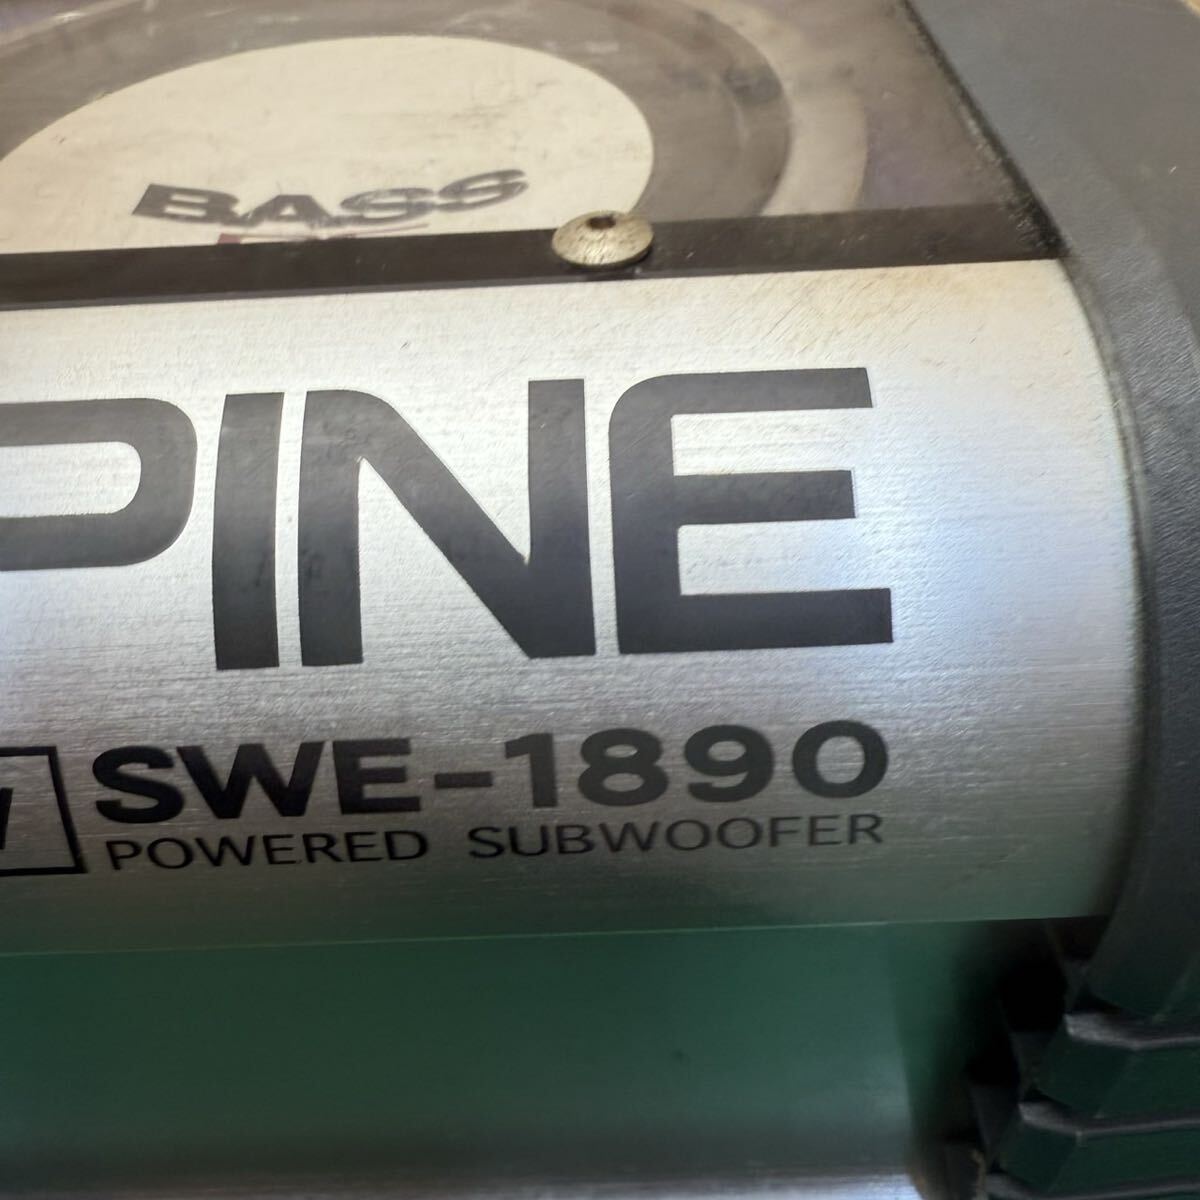 BASS
PINE
SWE-1890
POWERED SUBWOOFER